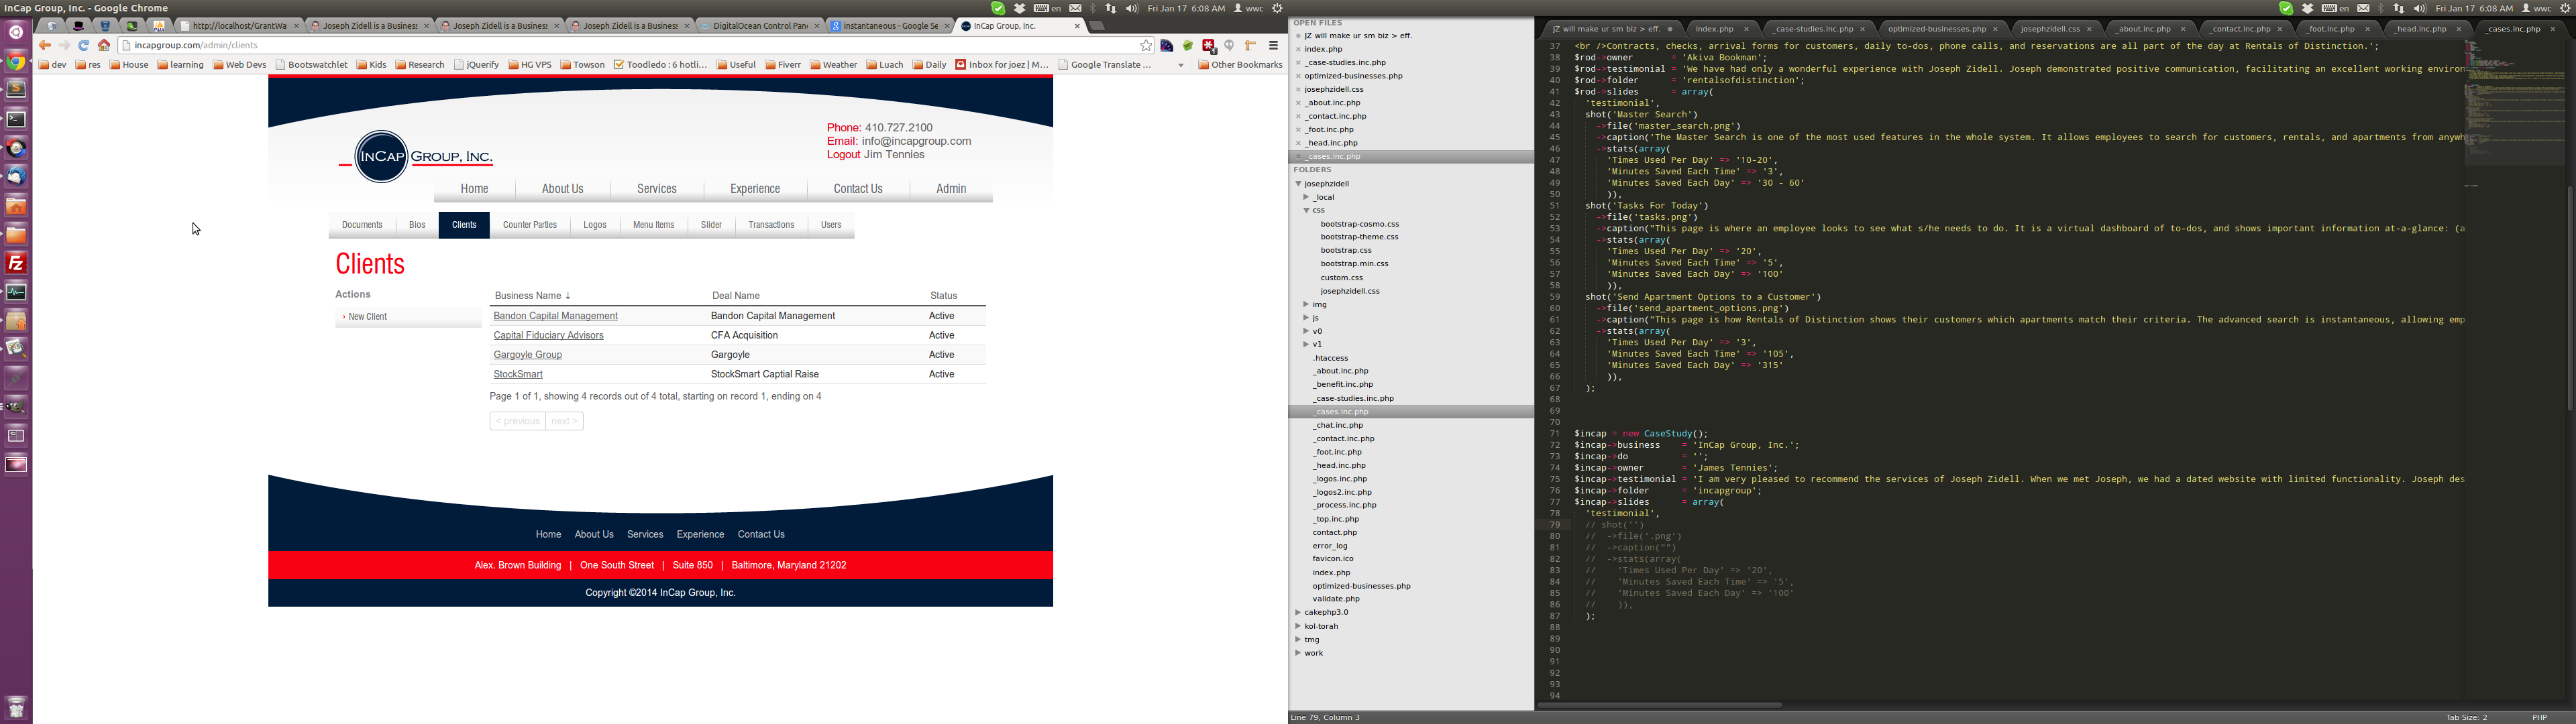 InCap Group, Inc. - Google Chrome
en
Fri Jan 17 6:08 AM
wwc
http://localhost/GrantWa
Joseph Zidell is a Business
Joseph Zidell is a Business
Joseph Zidell is a Business
DigitalOcean Control Pan
instantaneous - Google Se
InCap Group, Inc.
incapgroup.com/admin/clients
dev
res
House
learning
Web Devs
Bootswatchlet
Kids
Research
jQuerify
HG VPS
Towson
Toodledo : 6 hotli...
Useful
Fiverr
Weather
Luach
Daily
Inbox for joez | M...
Google Translate ...
Other Bookmarks
InCap Group, Inc.
Phone: 410.727.2100
Email: info@incapgroup.com
Logout Jim Tennies
Home About Us Services Experience Contact Us Admin
Documents Bios Clients Counter Parties Logos Menu Items Slider Transactions Users
Clients
Actions
New Client
Business Name ↓ Deal Name Status
Bandon Capital Management Bandon Capital Management Active
Capital Fiduciary Advisors CFA Acquisition Active
Gargoyle Group Gargoyle Active
StockSmart StockSmart Captial Raise Active
Page 1 of 1, showing 4 records out of 4 total, starting on record 1, ending on 4
< previous next >
Home About Us Services Experience Contact Us
Alex. Brown Building | One South Street | Suite 850 | Baltimore, Maryland 21202
Copyright ©2014 InCap Group, Inc.
en
Fri Jan 17 6:08 AM
wwc
OPEN FILES
JZ will make ur sm biz > eff.
index.php
_case-studies.inc.php
optimized-businesses.php
josephzidell.css
_about.inc.php
_contact.inc.php
_foot.inc.php
_head.inc.php
_cases.inc.php
FOLDERS
josephzidell
_local
css
bootstrap-cosmo.css
bootstrap-theme.css
bootstrap.css
bootstrap.min.css
custom.css
josephzidell.css
img
js
v0
v1
.htaccess
_about.inc.php
_benefit.inc.php
_case-studies.inc.php
_cases.inc.php
_chat.inc.php
_contact.inc.php
_foot.inc.php
_head.inc.php
_logos.inc.php
_logos2.inc.php
_process.inc.php
_top.inc.php
contact.php
error_log
favicon.ico
index.php
optimized-businesses.php
validate.php
cakephp3.0
kol-torah
tmg
work
JZ will make ur sm biz > eff.
index.php
_case-studies.inc.php
optimized-businesses.php
josephzidell.css
_about.inc.php
_contact.inc.php
_foot.inc.php
_head.inc.php
_cases.inc.php
37 <br />Contracts, checks, arrival forms for customers, daily to-dos, phone calls, and reservations are all part of the day at Rentals of Distinction.';
38 $rod->owner = 'Akiva Bookman';
39 $rod->testimonial = 'We have had only a wonderful experience with Joseph Zidell. Joseph demonstrated positive communication, facilitating an excellent working environ
40 $rod->folder = 'rentalsofdistinction';
41 $rod->slides = array(
42 'testimonial',
43 shot('Master Search')
44 ->file('master_search.png')
45 ->caption('The Master Search is one of the most used features in the whole system. It allows employees to search for customers, rentals, and apartments from anywh
46 ->stats(array(
47 'Times Used Per Day' => '10-20',
48 'Minutes Saved Each Time' => '3',
49 'Minutes Saved Each Day' => '30 - 60'
50 )),
51 shot('Tasks For Today')
52 ->file('tasks.png')
53 ->caption("This page is where an employee looks to see what s/he needs to do. It is a virtual dashboard of to-dos, and shows important information at-a-glance: (a
54 ->stats(array(
55 'Times Used Per Day' => '20',
56 'Minutes Saved Each Time' => '5',
57 'Minutes Saved Each Day' => '100'
58 )),
59 shot('Send Apartment Options to a Customer')
60 ->file('send_apartment_options.png')
61 ->caption("This page is how Rentals of Distinction shows their customers which apartments match their criteria. The advanced search is instantaneous, allowing emp
62 ->stats(array(
63 'Times Used Per Day' => '3',
64 'Minutes Saved Each Time' => '105',
65 'Minutes Saved Each Day' => '315'
66 )),
67 );
68
69
70
71 $incap = new CaseStudy();
72 $incap->business = 'InCap Group, Inc.';
73 $incap->do = '';
74 $incap->owner = 'James Tennies';
75 $incap->testimonial = 'I am very pleased to recommend the services of Joseph Zidell. When we met Joseph, we had a dated website with limited functionality. Joseph des
76 $incap->folder = 'incapgroup';
77 $incap->slides = array(
78 'testimonial',
79 // shot('')
80 // ->file('.png')
81 // ->caption("")
82 // ->stats(array(
83 // 'Times Used Per Day' => '20',
84 // 'Minutes Saved Each Time' => '5',
85 // 'Minutes Saved Each Day' => '100'
86 // )),
87 );
88
89
90
91
92
93
94
Line 79, Column 3
Tab Size: 2
PHP